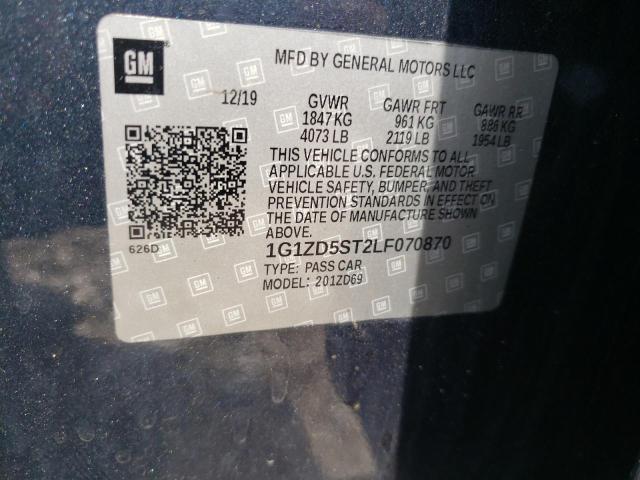 GM
MFD BY GENERAL MOTORS LLC
12/19 GVWR GAWR FRT GAWR RR
1847 KG 961 KG 886 KG
4073 LB 2119 LB 1954 LB
THIS VEHICLE CONFORMS TO ALL
APPLICABLE U.S. FEDERAL MOTOR
VEHICLE SAFETY, BUMPER, AND THEFT
PREVENTION STANDARDS IN EFFECT ON
THE DATE OF MANUFACTURE SHOWN
ABOVE.
626D
1G1ZD5ST2LF070870
TYPE: PASS CAR
MODEL: 201ZD69